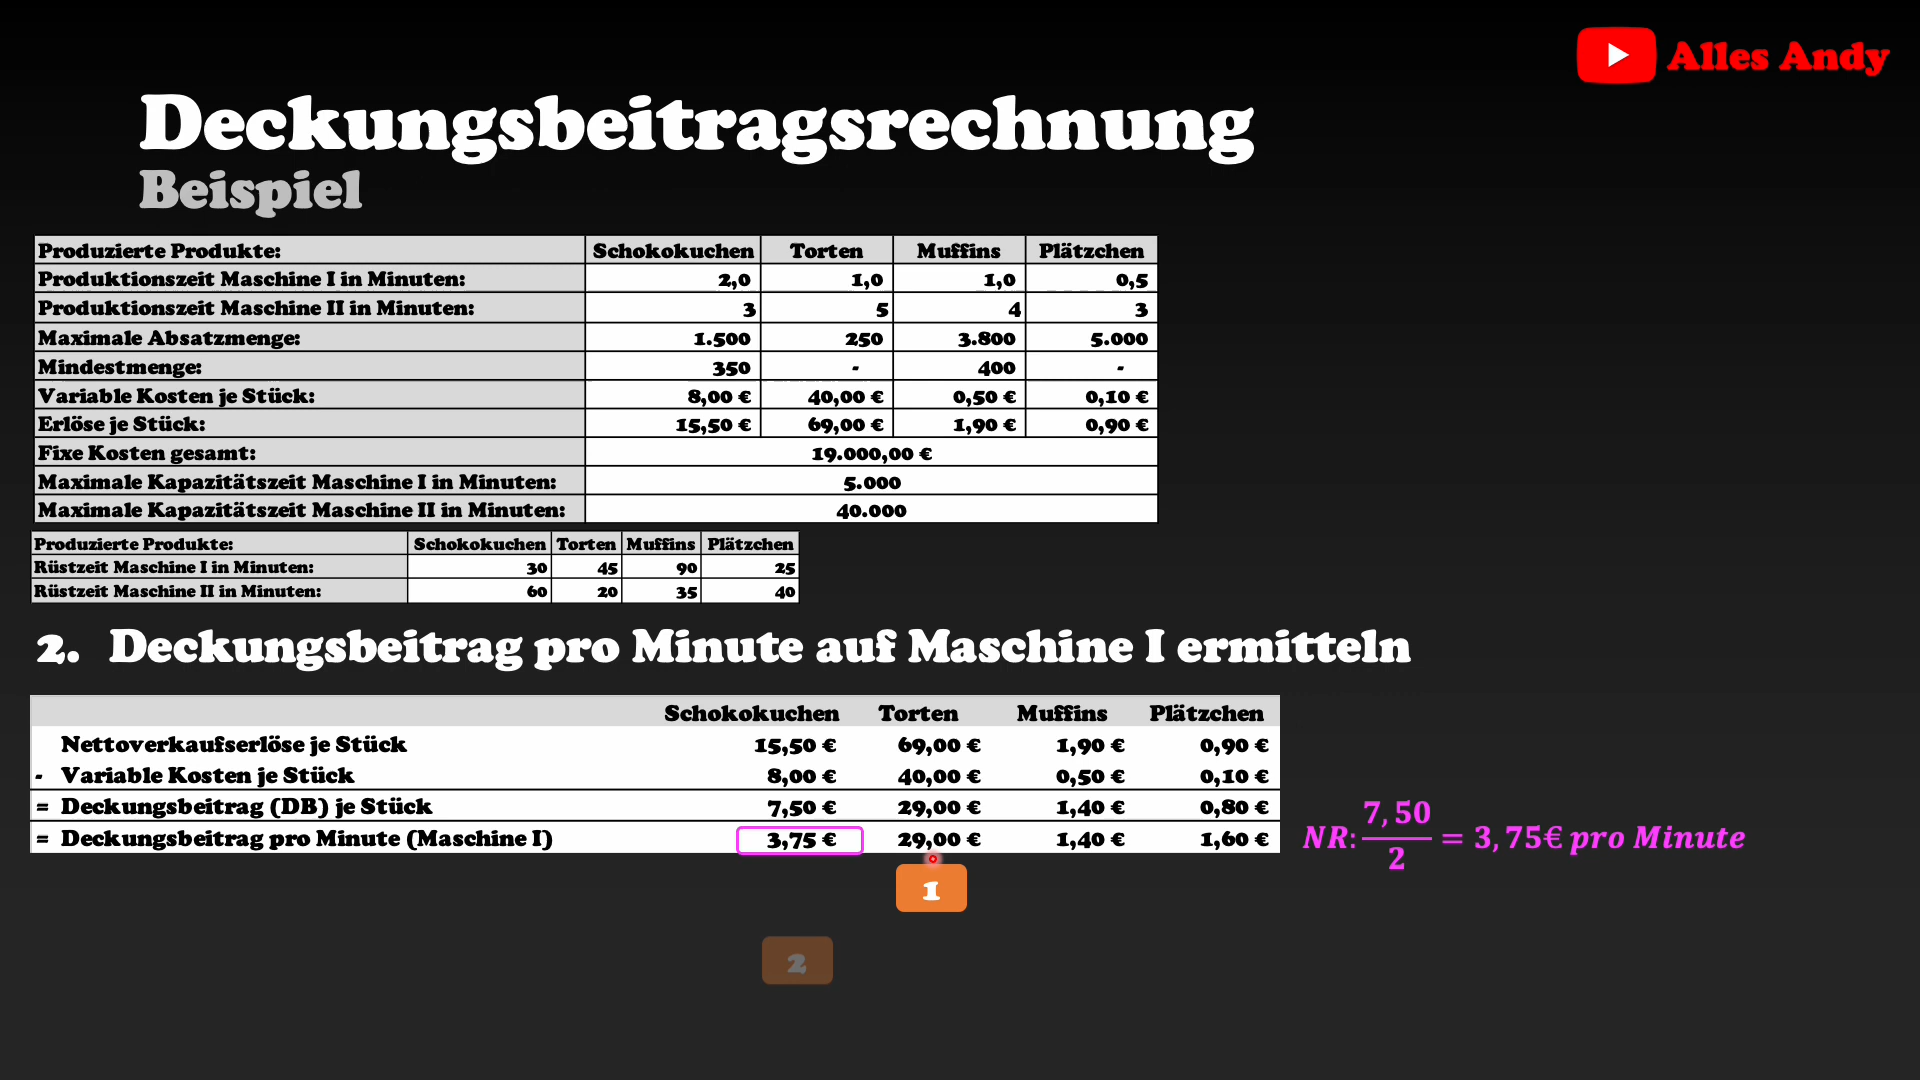 Alles Andy
Deckungsbeitragsrechnung
Beispiel
Produzierte Produkte: Schokokuchen Torten Muffins Plätzchen
Produktionszeit Maschine I in Minuten: 2,0 1,0 1,0 0,5
Produktionszeit Maschine II in Minuten: 3 5 4 3
Maximale Absatzmenge: 1.500 250 3.800 5.000
Mindestmenge: 350 - 400 -
Variable Kosten je Stück: 8,00 € 40,00 € 0,50 € 0,10 €
Erlöse je Stück: 15,50 € 69,00 € 1,90 € 0,90 €
Fixe Kosten gesamt: 19.000,00 €
Maximale Kapazitätszeit Maschine I in Minuten: 5.000
Maximale Kapazitätszeit Maschine II in Minuten: 40.000
Produzierte Produkte: Schokokuchen Torten Muffins Plätzchen
Rüstzeit Maschine I in Minuten: 30 45 90 25
Rüstzeit Maschine II in Minuten: 60 20 35 40
2. Deckungsbeitrag pro Minute auf Maschine I ermitteln
Schokokuchen Torten Muffins Plätzchen
Nettoverkaufserlöse je Stück 15,50 € 69,00 € 1,90 € 0,90 €
- Variable Kosten je Stück 8,00 € 40,00 € 0,50 € 0,10 €
= Deckungsbeitrag (DB) je Stück 7,50 € 29,00 € 1,40 € 0,80 €
= Deckungsbeitrag pro Minute (Maschine I) 3,75 € 29,00 € 1,40 € 1,60 €
NR: 7,50/2 = 3,75€ pro Minute
1
2